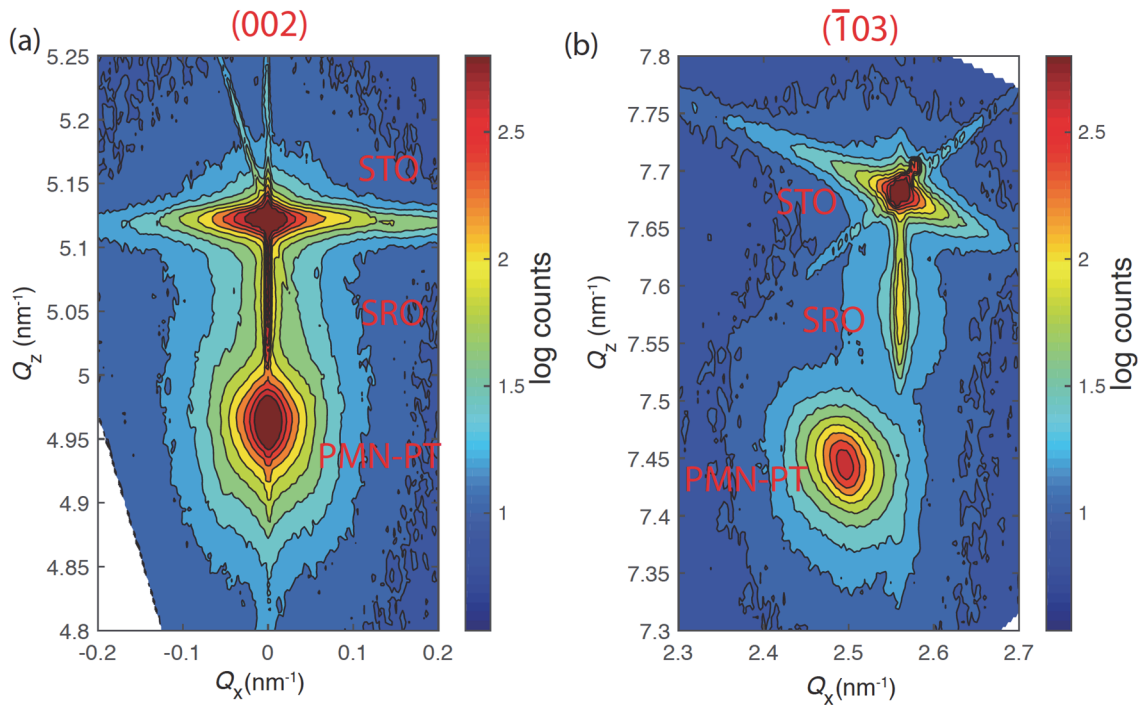 (a)
(002)
5.25
5.2
5.15
5.1
5.05
5
4.95
4.9
4.85
4.8
Q_z (nm⁻¹)
-0.2
-0.1
0
0.1
0.2
Q_x (nm⁻¹)
STO
SRO
PMN-PT
2.5
2
1.5
1
log counts
(b)
(1̄03)
7.8
7.75
7.7
7.65
7.6
7.55
7.5
7.45
7.4
7.35
7.3
Q_z (nm⁻¹)
2.3
2.4
2.5
2.6
2.7
Q_x (nm⁻¹)
STO
SRO
PMN-PT
2.5
2
1.5
1
log counts